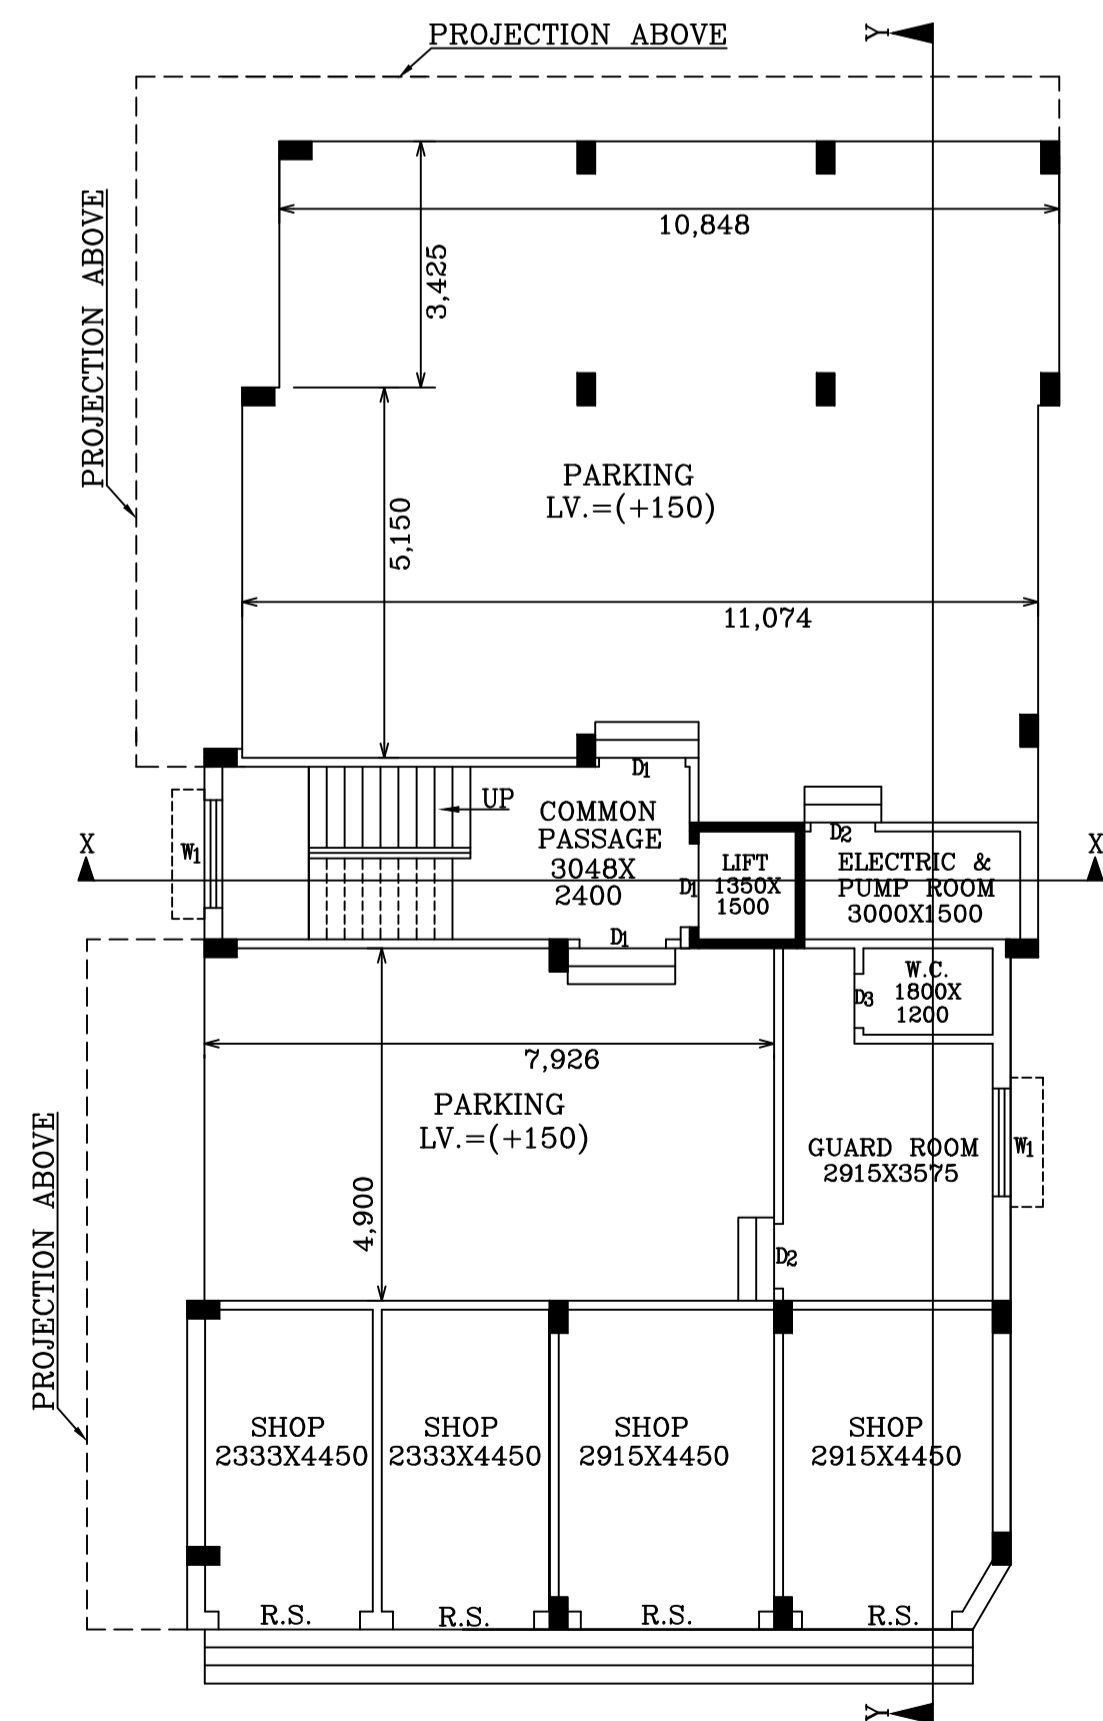 PROJECTION ABOVE
Y
PROJECTION ABOVE
10,848
3,425
PARKING
LV.=(+150)
5,150
11,074
D1
UP
COMMON
PASSAGE
3048X
2400
D1
LIFT
1350X
1500
D2
ELECTRIC &
PUMP ROOM
3000X1500
X
X
W1
D1
W.C.
1800X
1200
D3
7,926
PARKING
LV.=(+150)
GUARD ROOM
2915X3575
W1
4,900
D2
PROJECTION ABOVE
SHOP
2333X4450
SHOP
2333X4450
SHOP
2915X4450
SHOP
2915X4450
R.S.
R.S.
R.S.
R.S.
Y